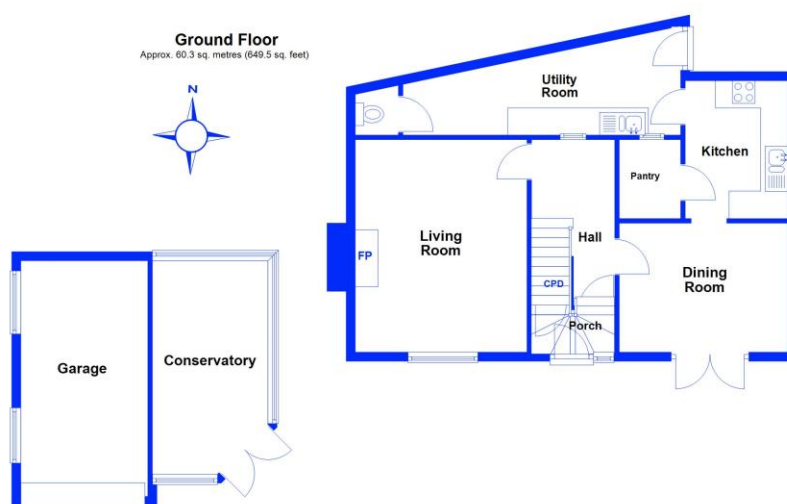 Ground Floor
Approx. 60.3 sq. metres (649.5 sq. feet)
N
Utility
Room
Kitchen
Pantry
Living
Room
FP
Hall
CPD
Porch
Dining
Room
Garage
Conservatory